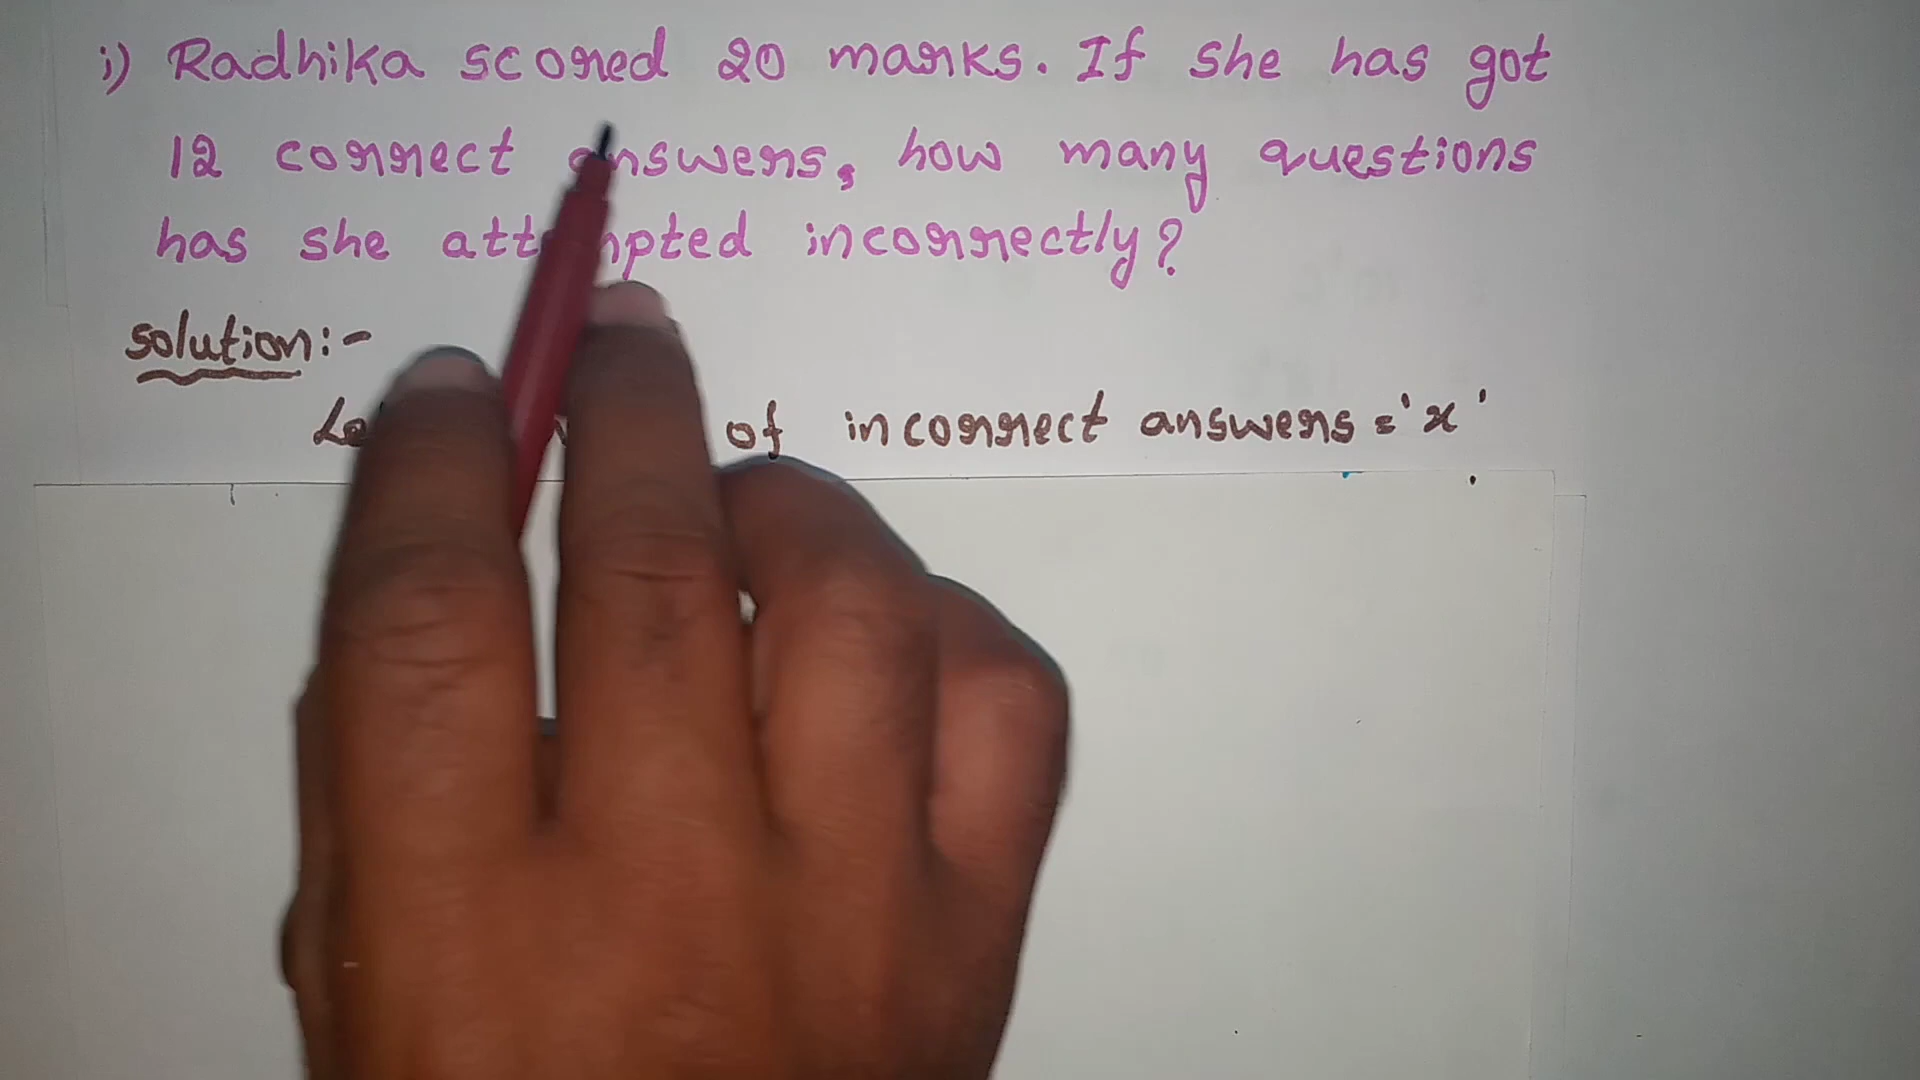 i) Radhika scored 20 marks. If she has got
12 correct answers, how many questions
has she attempted incorrectly?
Solution:-
of incorrect answers = 'x'